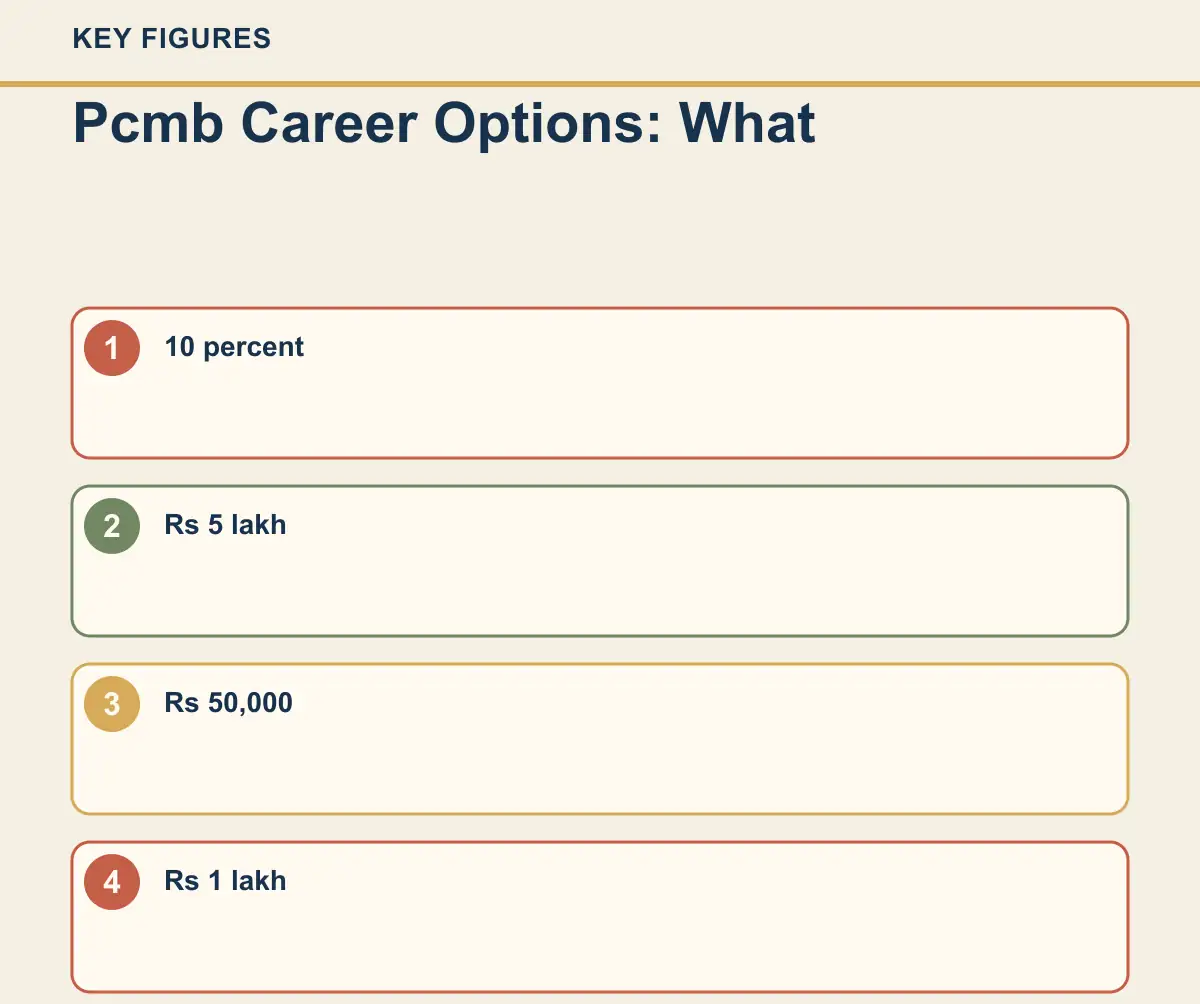 KEY FIGURES
Pcmb Career Options: What
1 10 percent
2 Rs 5 lakh
3 Rs 50,000
4 Rs 1 lakh